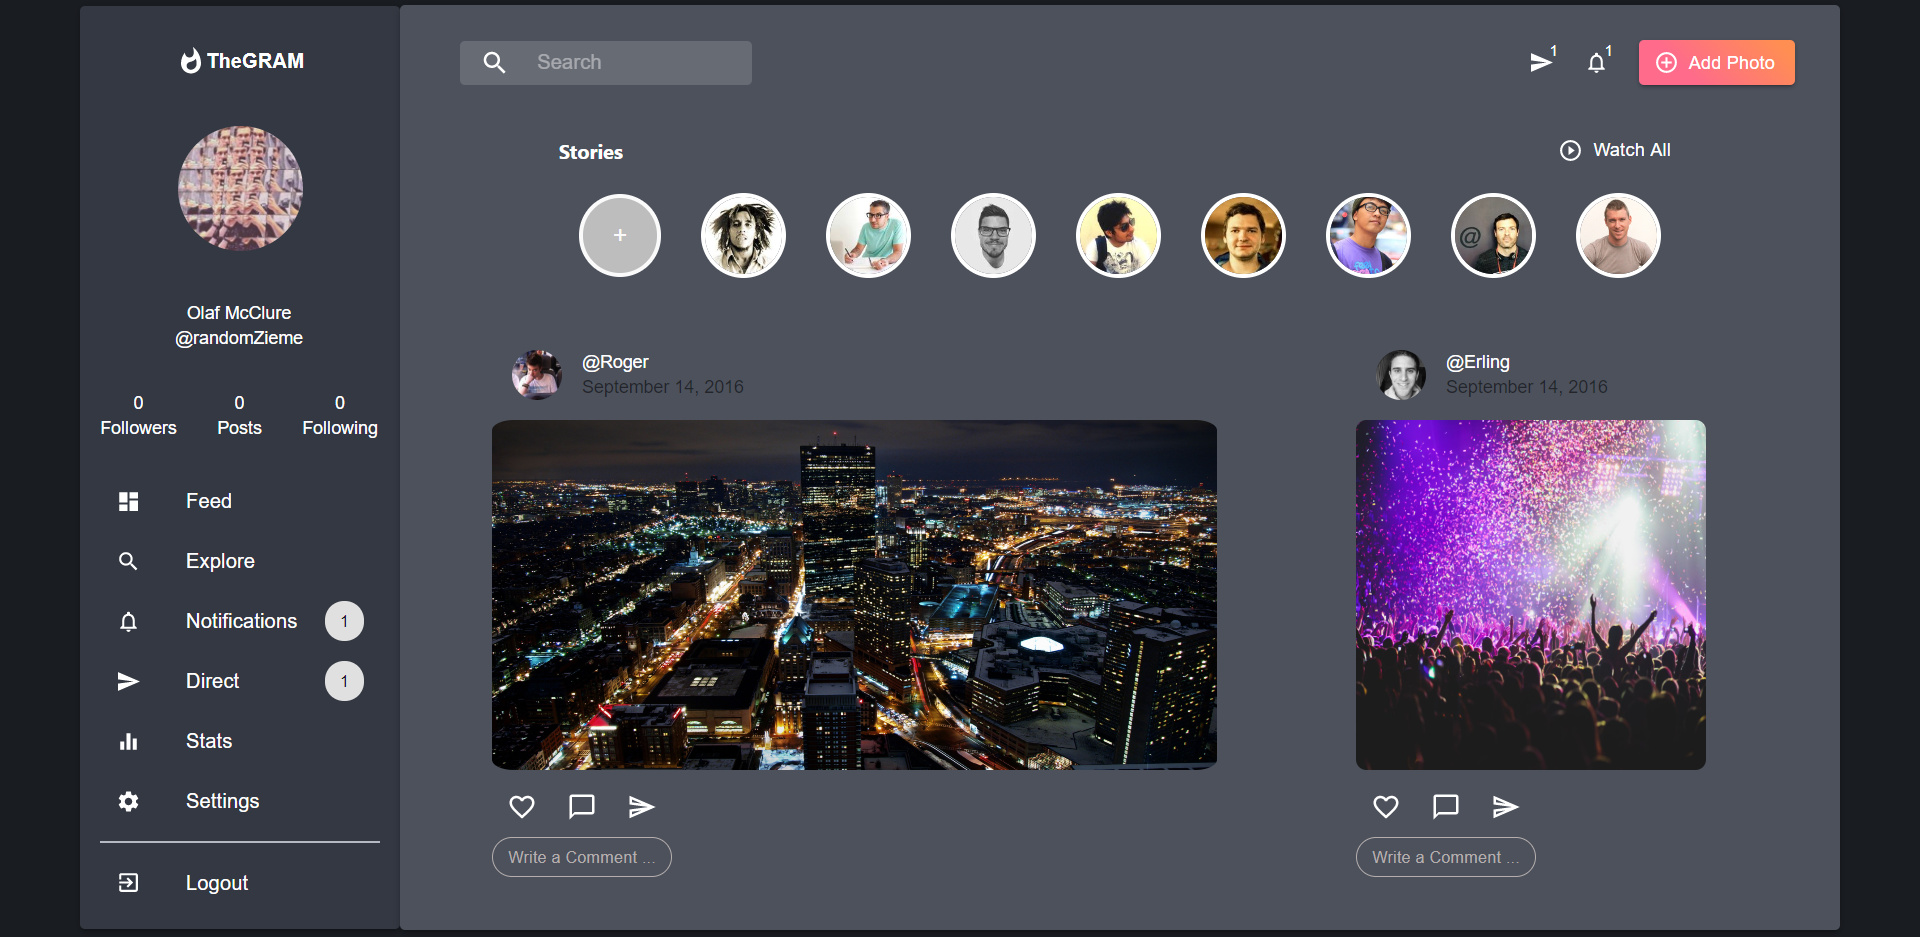 TheGRAM
Olaf McClure
@randomZieme
0 0 0
Followers Posts Following
Feed
Explore
Notifications 1
Direct 1
Stats
Settings
Logout
Search
1
1
Add Photo
Stories
Watch All
+
@
@Roger
September 14, 2016
Write a Comment ...
@Erling
September 14, 2016
Write a Comment ...